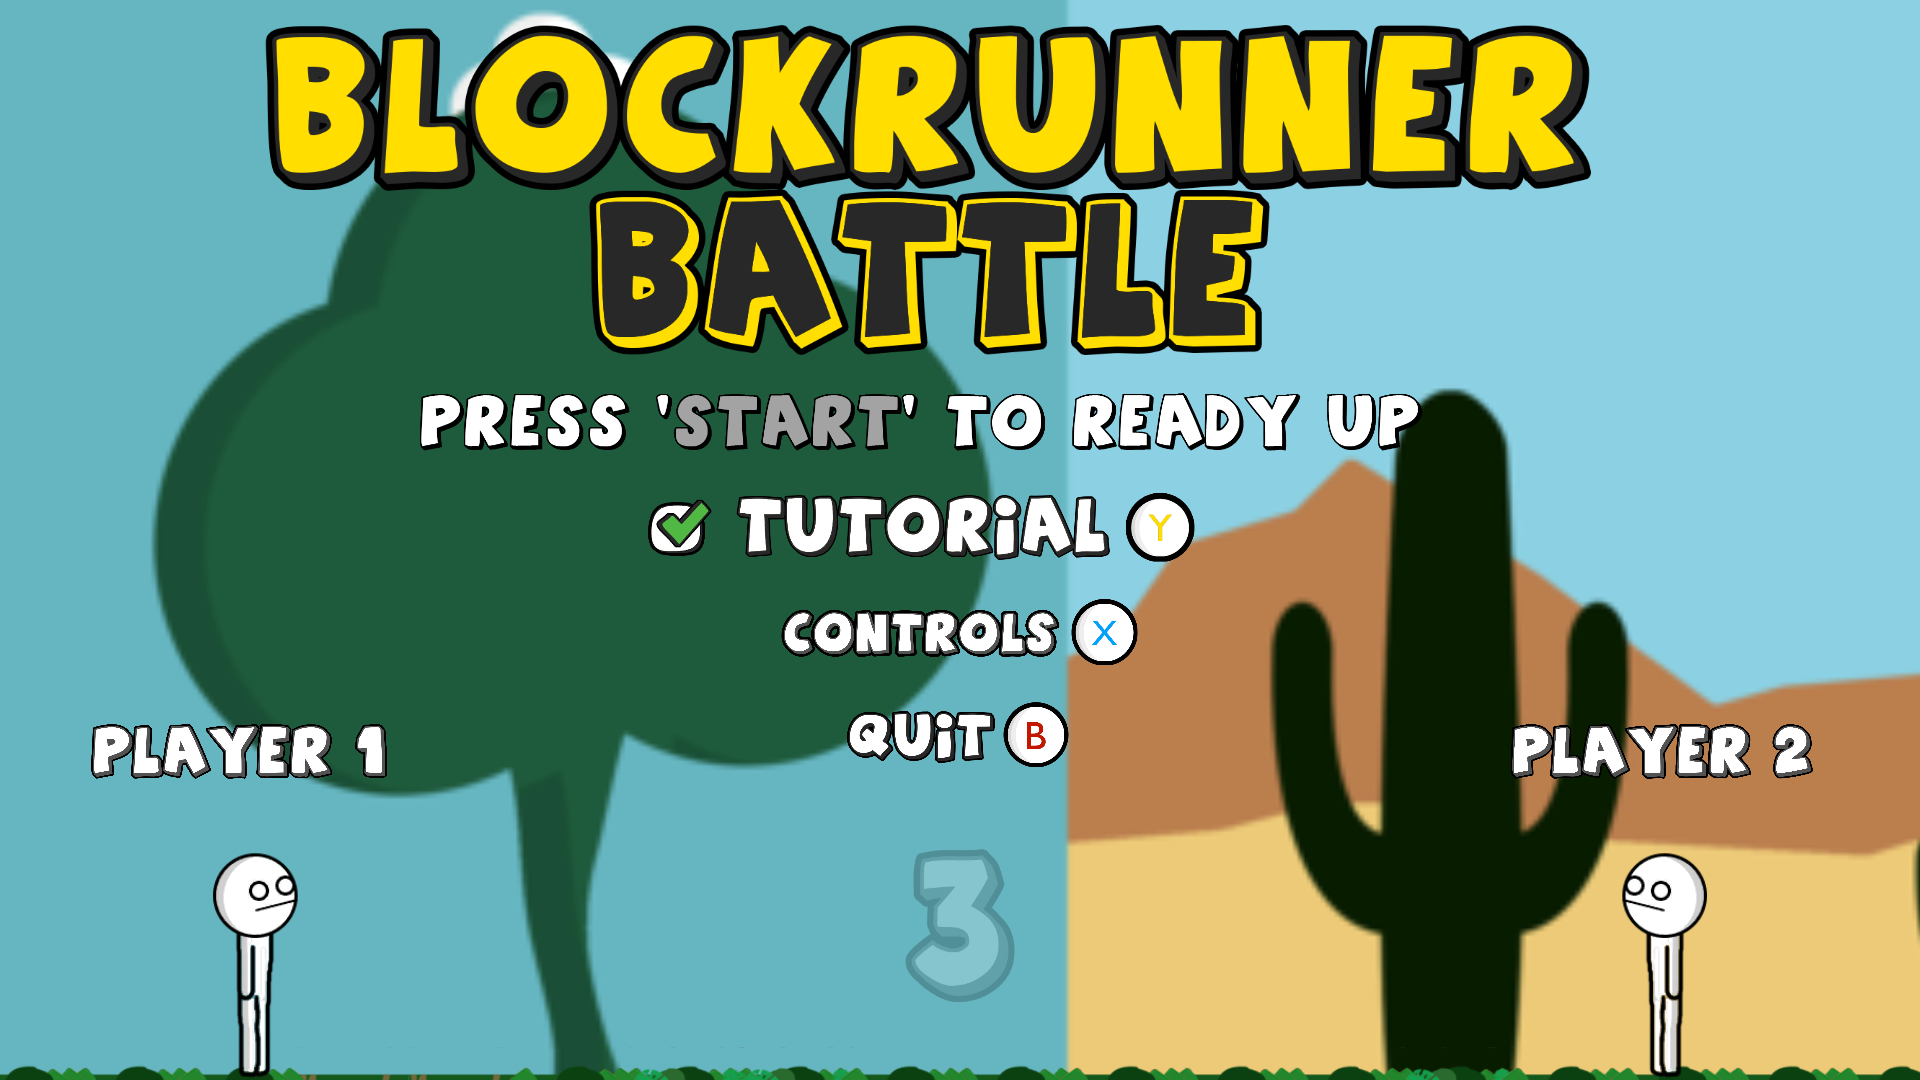 BLOCKRUNNER
BATTLE
PRESS 'START' TO READY UP
TUTORiAL Y
CONTROLS X
QUiT B
PLAYER 1
PLAYER 2
3